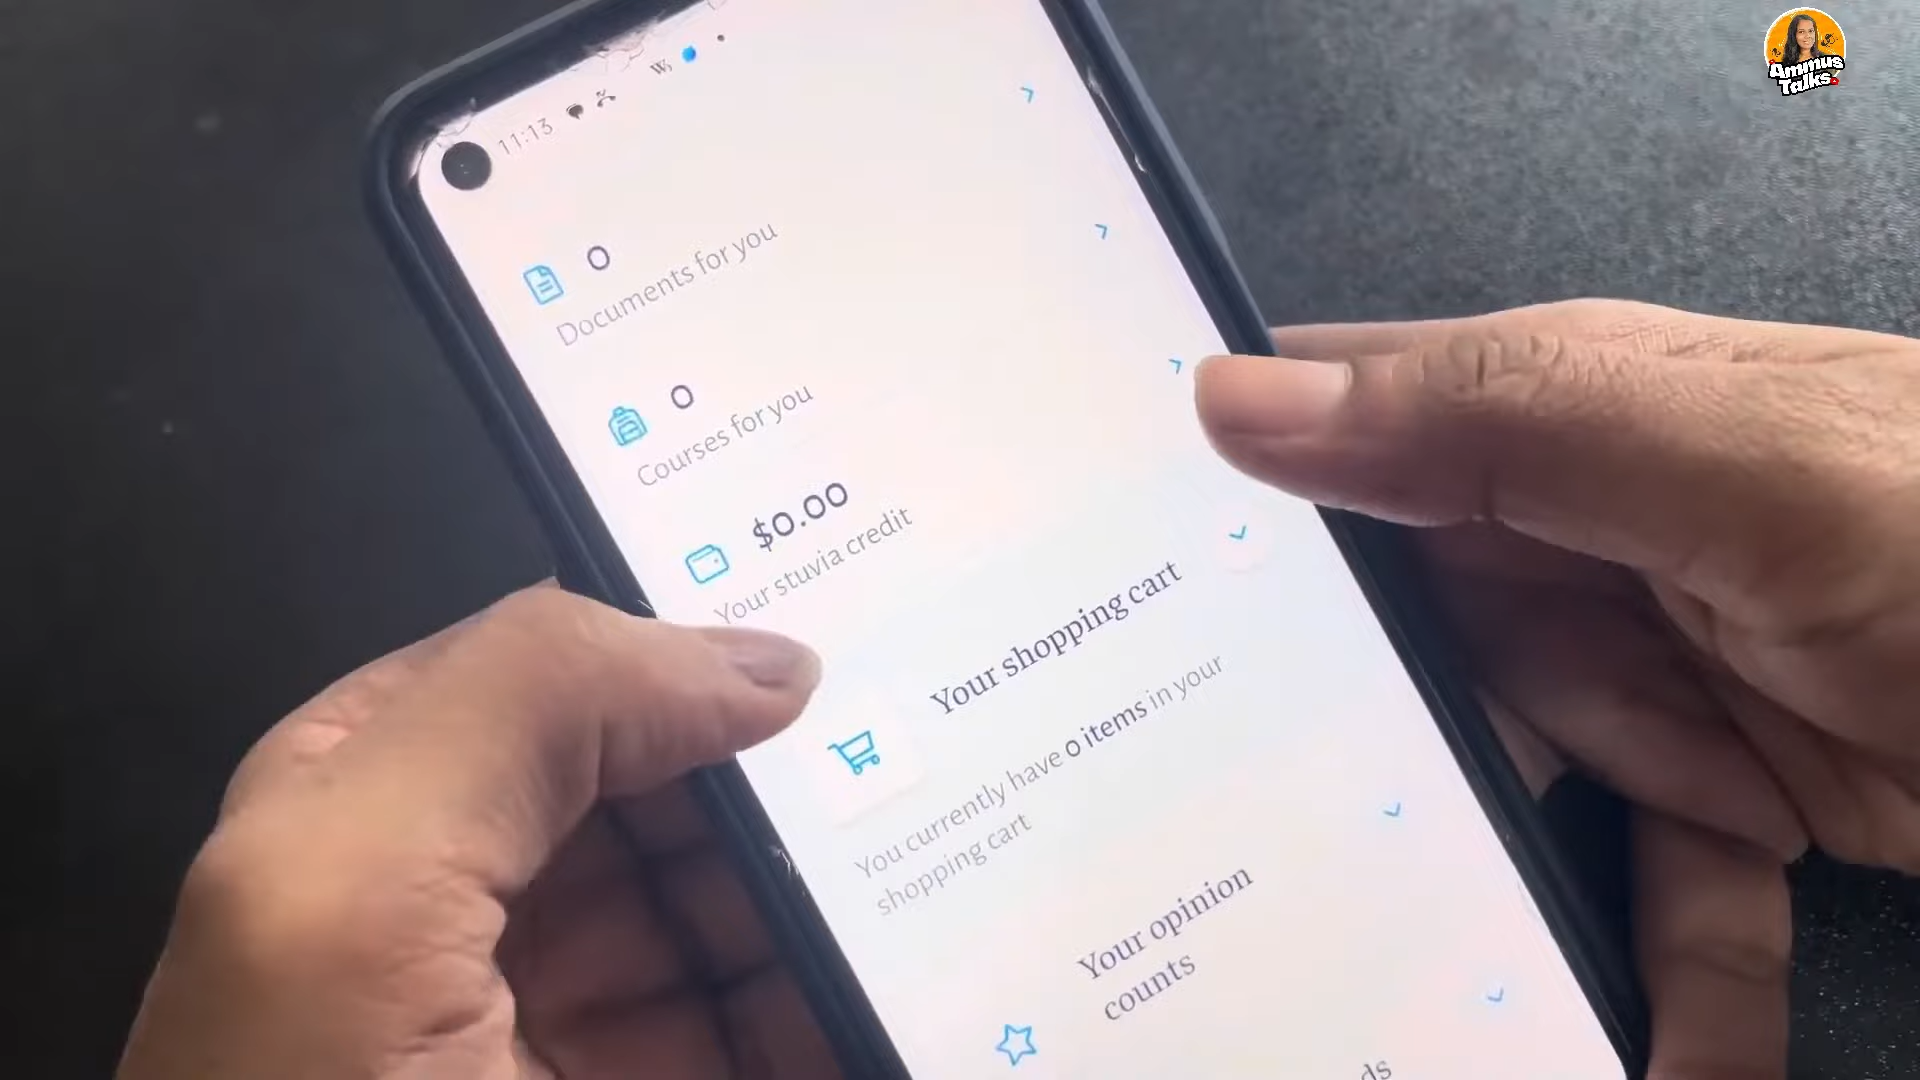 Ammus
Talks
11:13
0
Documents for you
0
Courses for you
$0.00
Your stuvia credit
Your shopping cart
You currently have 0 items in your
shopping cart
Your opinion
counts
ds